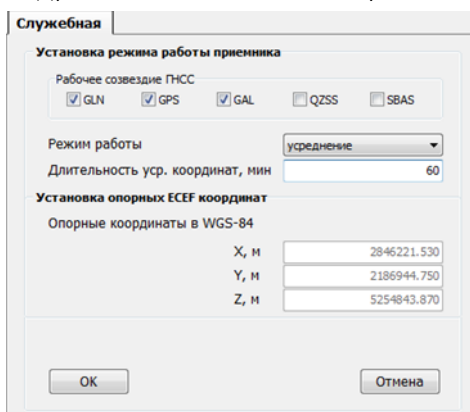 Служебная
Установка режима работы приемника
Рабочее созвездие ГНСС
GLN GPS GAL QZSS SBAS
Режим работы усреднение
Длительность уср. координат, мин 60
Установка опорных ECEF координат
Опорные координаты в WGS-84
X, м 2846221.530
Y, м 2186944.750
Z, м 5254843.870
OK Отмена